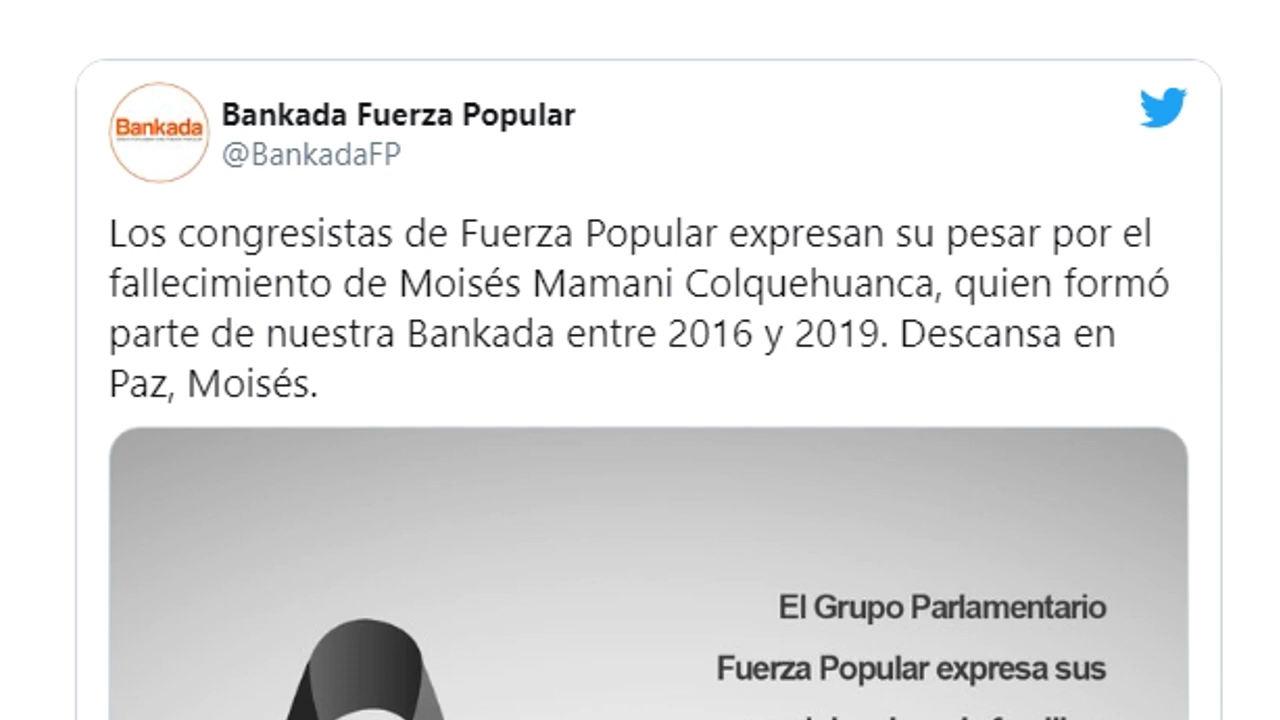 Bankada
Bankada Fuerza Popular
@BankadaFP
Los congresistas de Fuerza Popular expresan su pesar por el
fallecimiento de Moisés Mamani Colquehuanca, quien formó
parte de nuestra Bankada entre 2016 y 2019. Descansa en
Paz, Moisés.
El Grupo Parlamentario
Fuerza Popular expresa sus